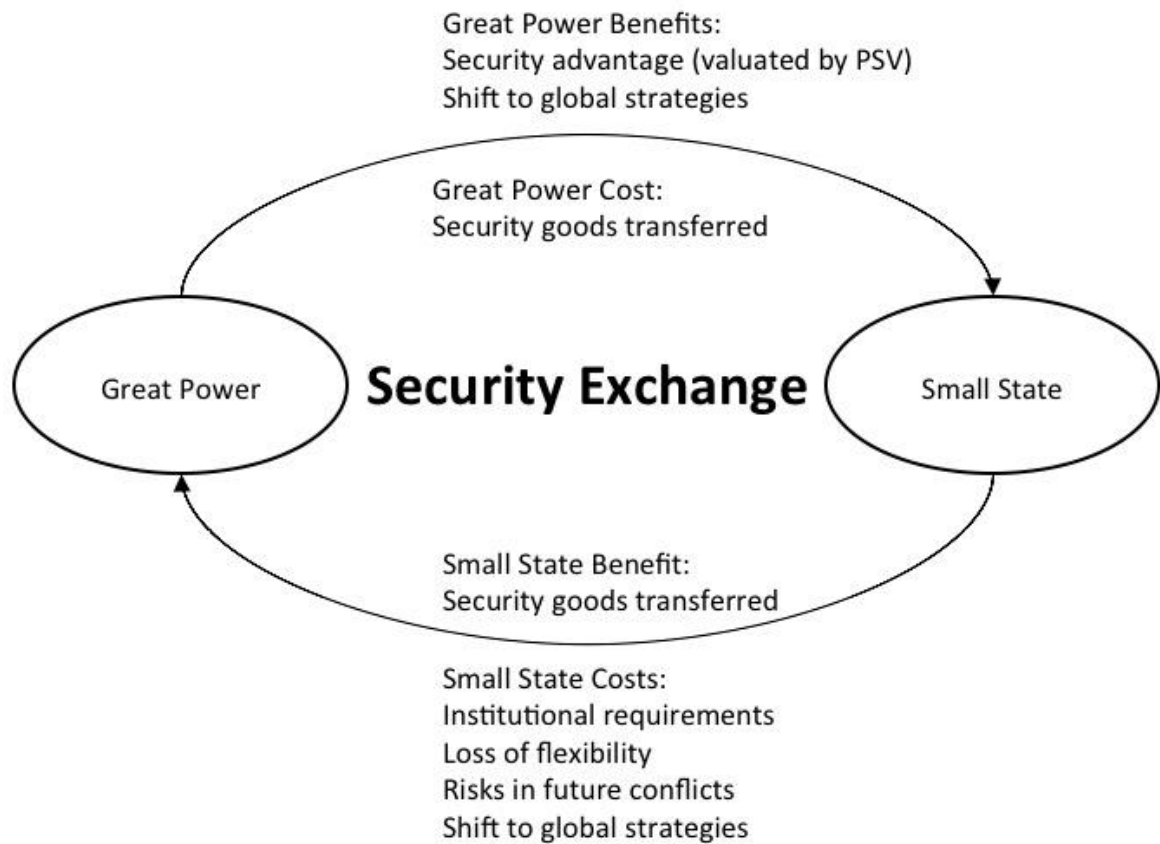 Great Power Benefits:
Security advantage (valuated by PSV)
Shift to global strategies
Great Power Cost:
Security goods transferred
Great Power
Security Exchange
Small State
Small State Benefit:
Security goods transferred
Small State Costs:
Institutional requirements
Loss of flexibility
Risks in future conflicts
Shift to global strategies